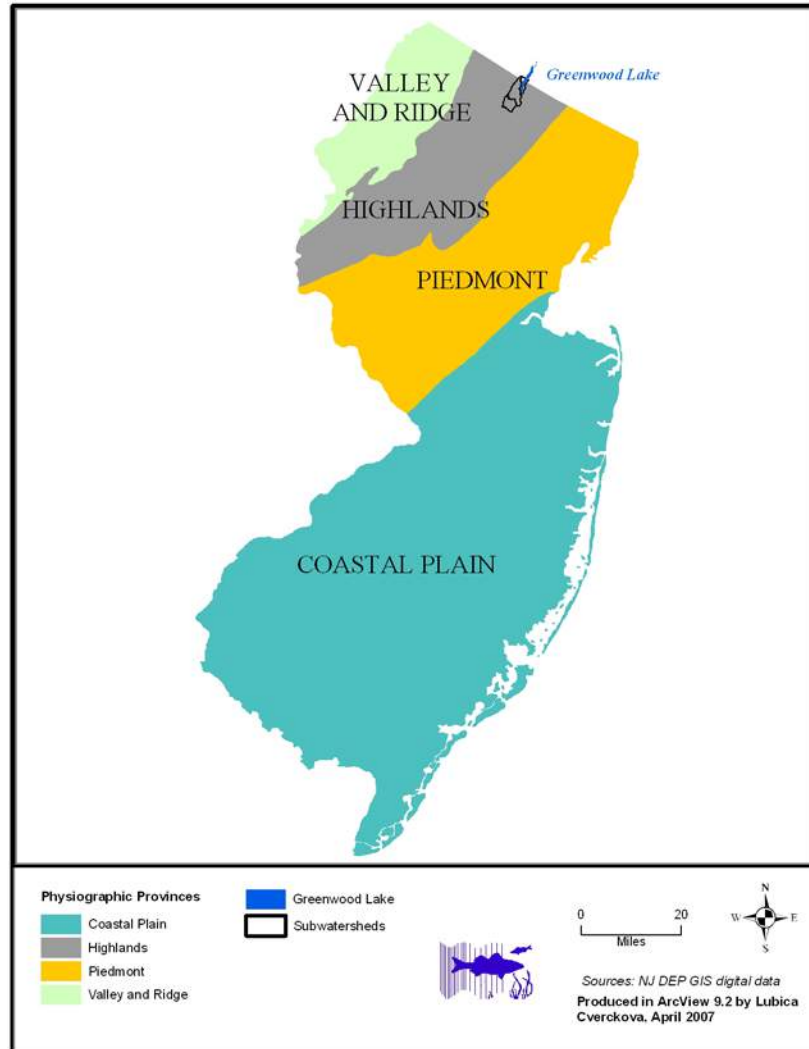 VALLEY
AND RIDGE
Greenwood Lake
HIGHLANDS
PIEDMONT
COASTAL PLAIN
Physiographic Provinces
Coastal Plain
Highlands
Piedmont
Valley and Ridge
Greenwood Lake
Subwatersheds
0 20
Miles
N
W E
S
Sources: NJ DEP GIS digital data
Produced in ArcView 9.2 by Lubica
Cverckova, April 2007